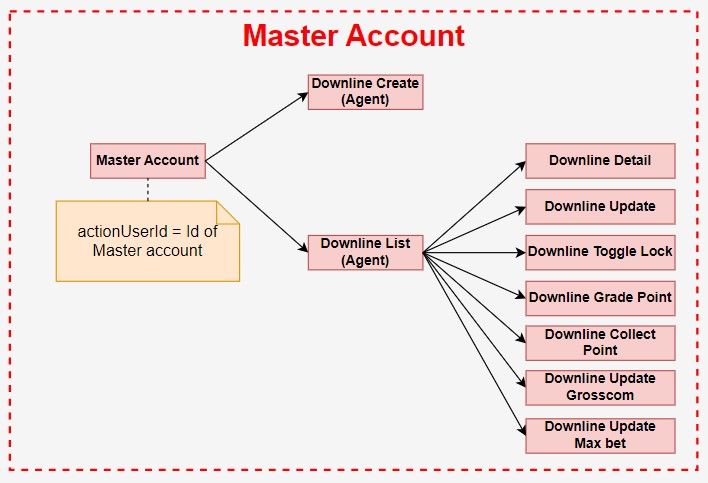 Master Account
Downline Create
(Agent)
Master Account
actionUserId = Id of
Master account
Downline List
(Agent)
Downline Detail
Downline Update
Downline Toggle Lock
Downline Grade Point
Downline Collect
Point
Downline Update
Grosscom
Downline Update
Max bet